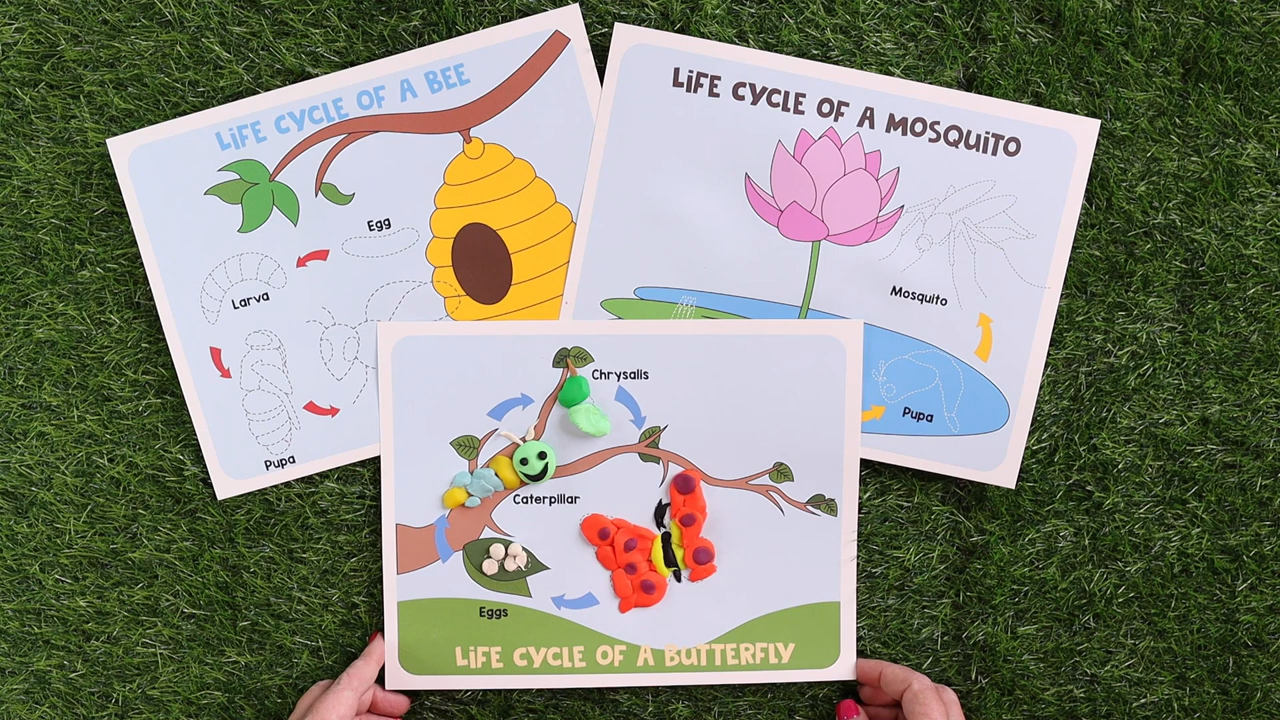 LiFE CYCLE OF A BEE
Egg
Larva
Pupa
LiFE CYCLE OF A MOSQUiTO
Mosquito
Pupa
Chrysalis
Caterpillar
Eggs
LiFE CYCLE OF A BUTTERFLY